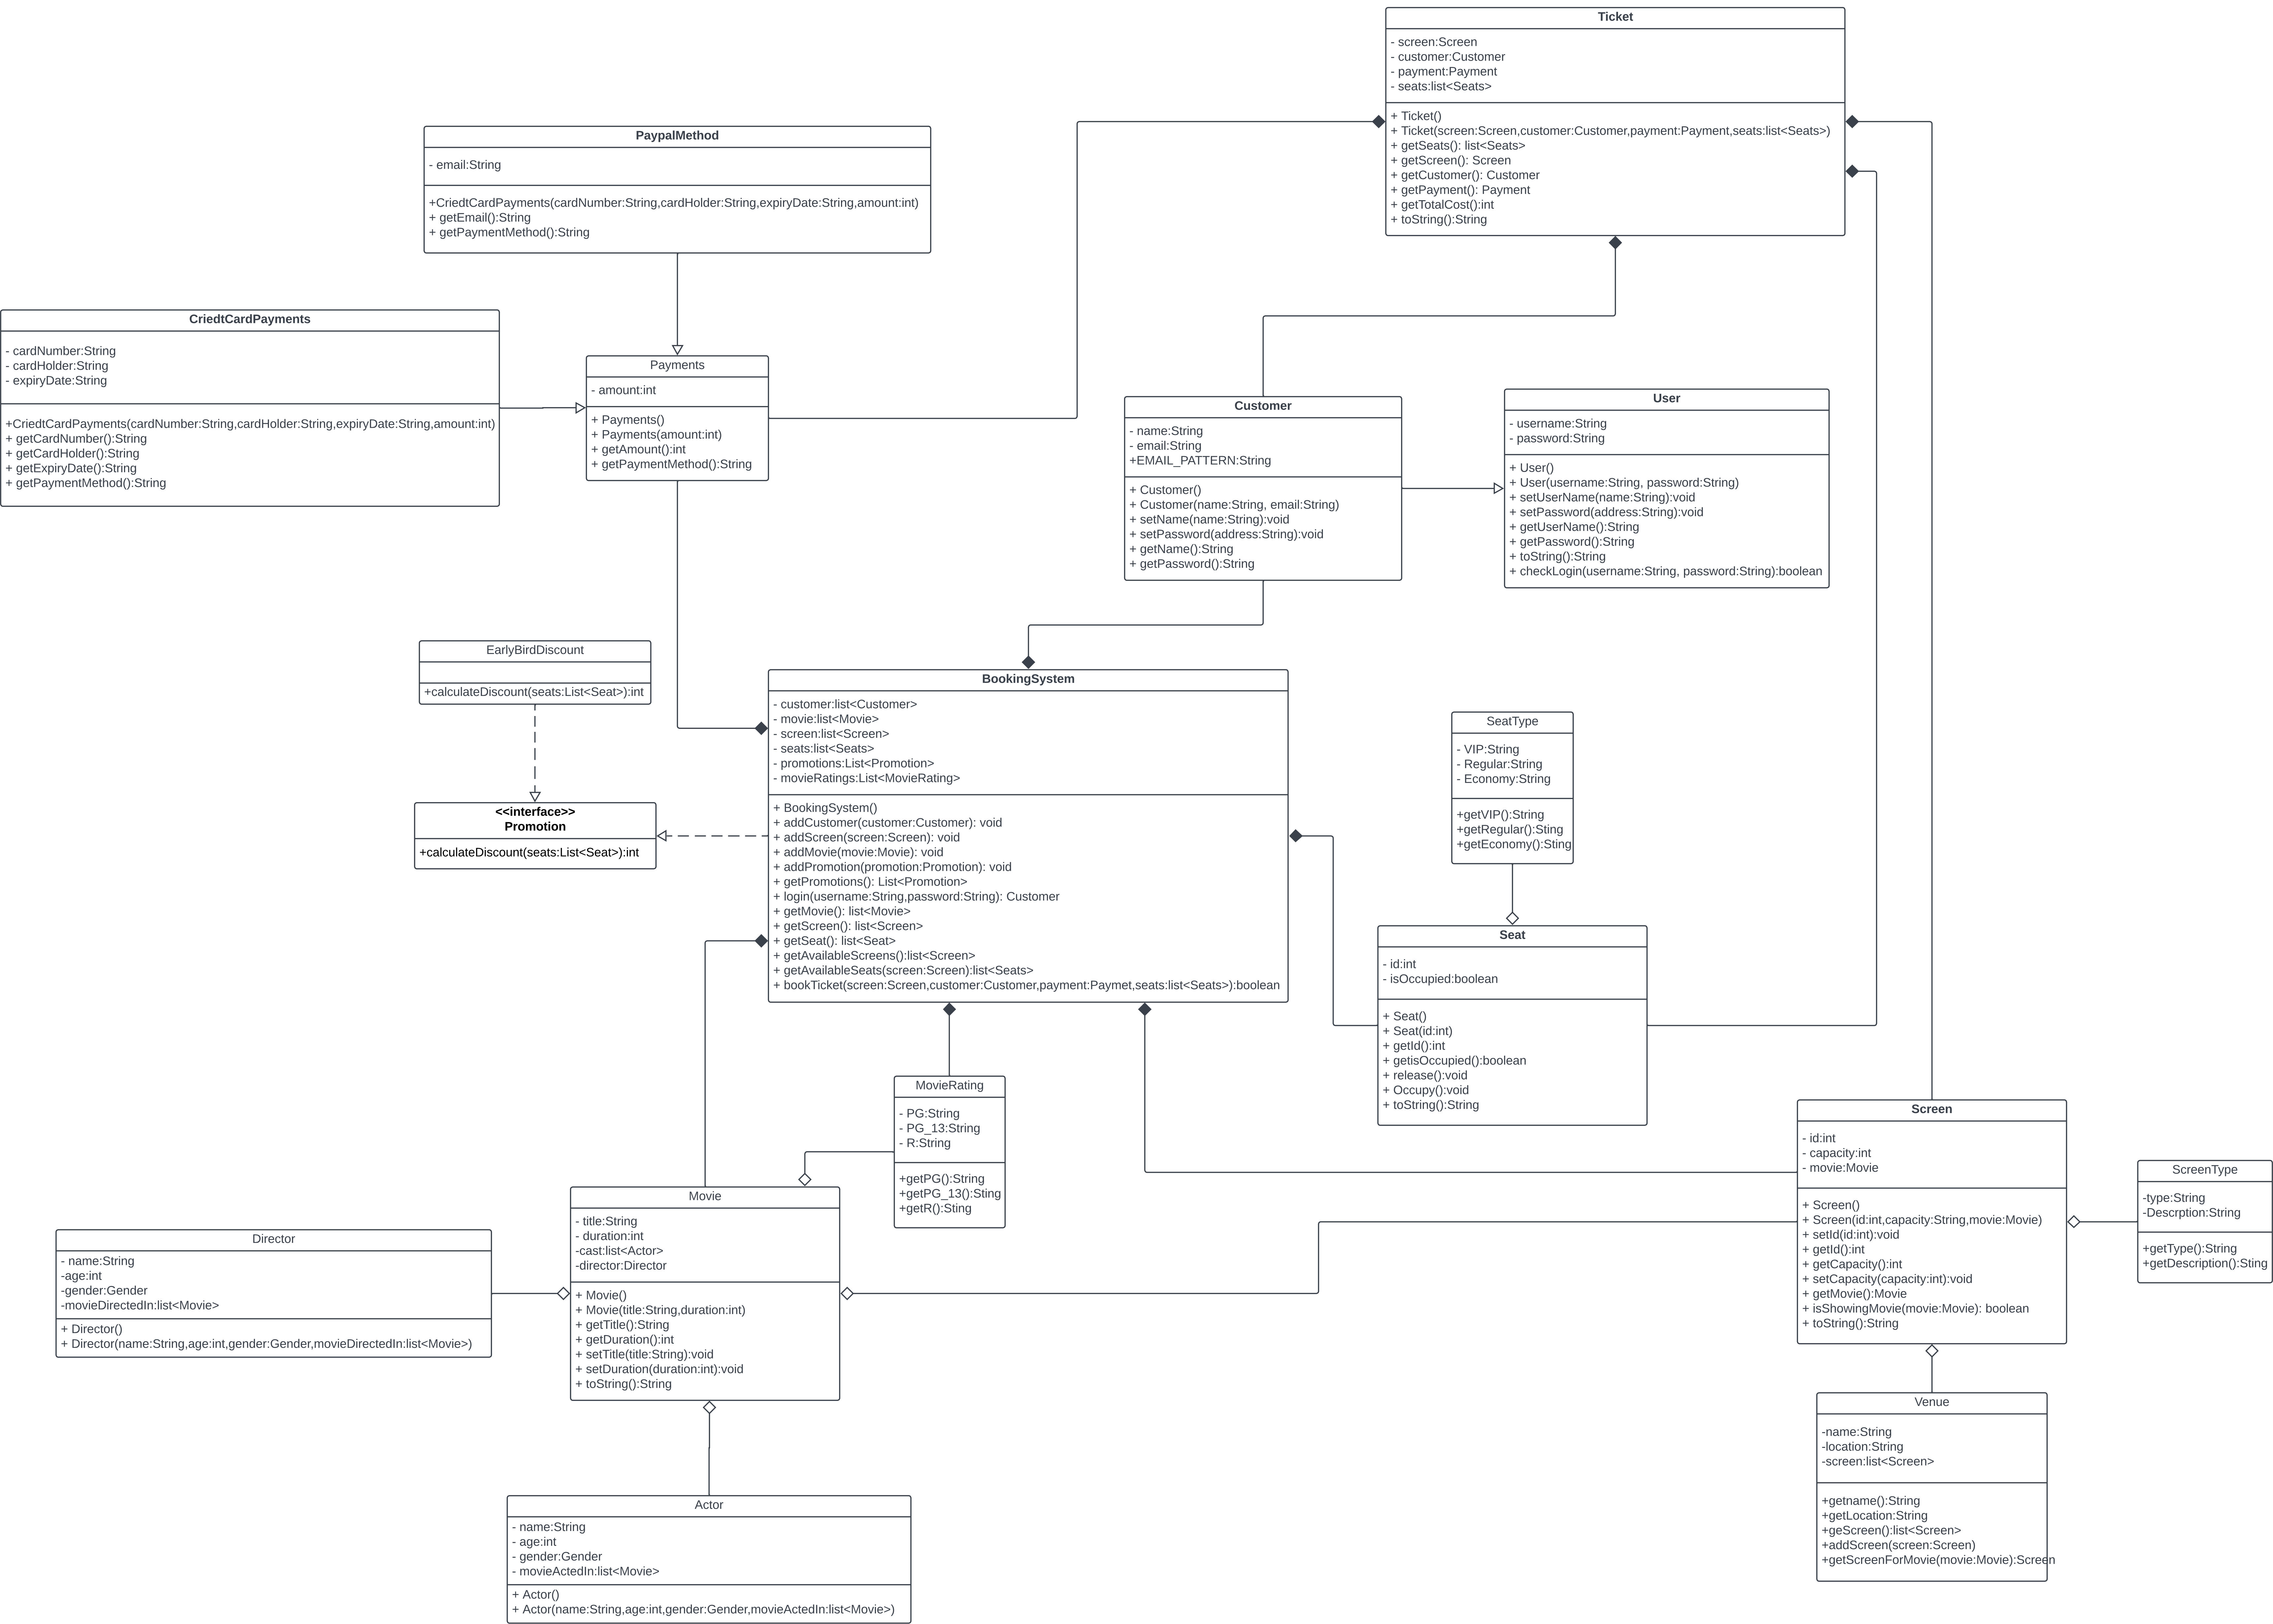 Ticket
- screen:Screen
- customer:Customer
- payment:Payment
- seats:list<Seats>
+ Ticket()
+ Ticket(screen:Screen,customer:Customer,payment:Payment,seats:list<Seats>)
+ getSeats(): list<Seats>
+ getScreen(): Screen
+ getCustomer(): Customer
+ getPayment(): Payment
+ getTotalCost():int
+ toString():String
PaypalMethod
- email:String
+CriedtCardPayments(cardNumber:String,cardHolder:String,expiryDate:String,amount:int)
+ getEmail():String
+ getPaymentMethod():String
CriedtCardPayments
- cardNumber:String
- cardHolder:String
- expiryDate:String
+CriedtCardPayments(cardNumber:String,cardHolder:String,expiryDate:String,amount:int)
+ getCardNumber():String
+ getCardHolder():String
+ getExpiryDate():String
+ getPaymentMethod():String
Payments
- amount:int
+ Payments()
+ Payments(amount:int)
+ getAmount():int
+ getPaymentMethod():String
Customer
- name:String
- email:String
+EMAIL_PATTERN:String
+ Customer()
+ Customer(name:String, email:String)
+ setName(name:String):void
+ setPassword(address:String):void
+ getName():String
+ getPassword():String
User
- username:String
- password:String
+ User()
+ User(username:String, password:String)
+ setUserName(name:String):void
+ setPassword(address:String):void
+ getUserName():String
+ getPassword():String
+ toString():String
+ checkLogin(username:String, password:String):boolean
EarlyBirdDiscount
+calculateDiscount(seats:List<Seat>):int
<<interface>>
Promotion
+calculateDiscount(seats:List<Seat>):int
BookingSystem
- customer:list<Customer>
- movie:list<Movie>
- screen:list<Screen>
- seats:list<Seats>
- promotions:List<Promotion>
- movieRatings:List<MovieRating>
+ BookingSystem()
+ addCustomer(customer:Customer): void
+ addScreen(screen:Screen): void
+ addMovie(movie:Movie): void
+ addPromotion(promotion:Promotion): void
+ getPromotions(): List<Promotion>
+ login(username:String,password:String): Customer
+ getMovie(): list<Movie>
+ getScreen(): list<Screen>
+ getSeat(): list<Seat>
+ getAvailableScreens():list<Screen>
+ getAvailableSeats(screen:Screen):list<Seats>
+ bookTicket(screen:Screen,customer:Customer,payment:Paymet,seats:list<Seats>):boolean
SeatType
- VIP:String
- Regular:String
- Economy:String
+getVIP():String
+getRegular():Sting
+getEconomy():Sting
Seat
- id:int
- isOccupied:boolean
+ Seat()
+ Seat(id:int)
+ getId():int
+ getisOccupied():boolean
+ release():void
+ Occupy():void
+ toString():String
MovieRating
- PG:String
- PG_13:String
- R:String
+getPG():String
+getPG_13():Sting
+getR():Sting
Screen
- id:int
- capacity:int
- movie:Movie
+ Screen()
+ Screen(id:int,capacity:String,movie:Movie)
+ setId(id:int):void
+ getId():int
+ getCapacity():int
+ setCapacity(capacity:int):void
+ getMovie():Movie
+ isShowingMovie(movie:Movie): boolean
+ toString():String
ScreenType
-type:String
-Descrption:String
+getType():String
+getDescription():Sting
Movie
- title:String
- duration:int
-cast:list<Actor>
-director:Director
+ Movie()
+ Movie(title:String,duration:int)
+ getTitle():String
+ getDuration():int
+ setTitle(title:String):void
+ setDuration(duration:int):void
+ toString():String
Director
- name:String
-age:int
-gender:Gender
-movieDirectedIn:list<Movie>
+ Director()
+ Director(name:String,age:int,gender:Gender,movieDirectedIn:list<Movie>)
Venue
-name:String
-location:String
-screen:list<Screen>
+getname():String
+getLocation:String
+geScreen():list<Screen>
+addScreen(screen:Screen)
+getScreenForMovie(movie:Movie):Screen
Actor
- name:String
- age:int
- gender:Gender
- movieActedIn:list<Movie>
+ Actor()
+ Actor(name:String,age:int,gender:Gender,movieActedIn:list<Movie>)